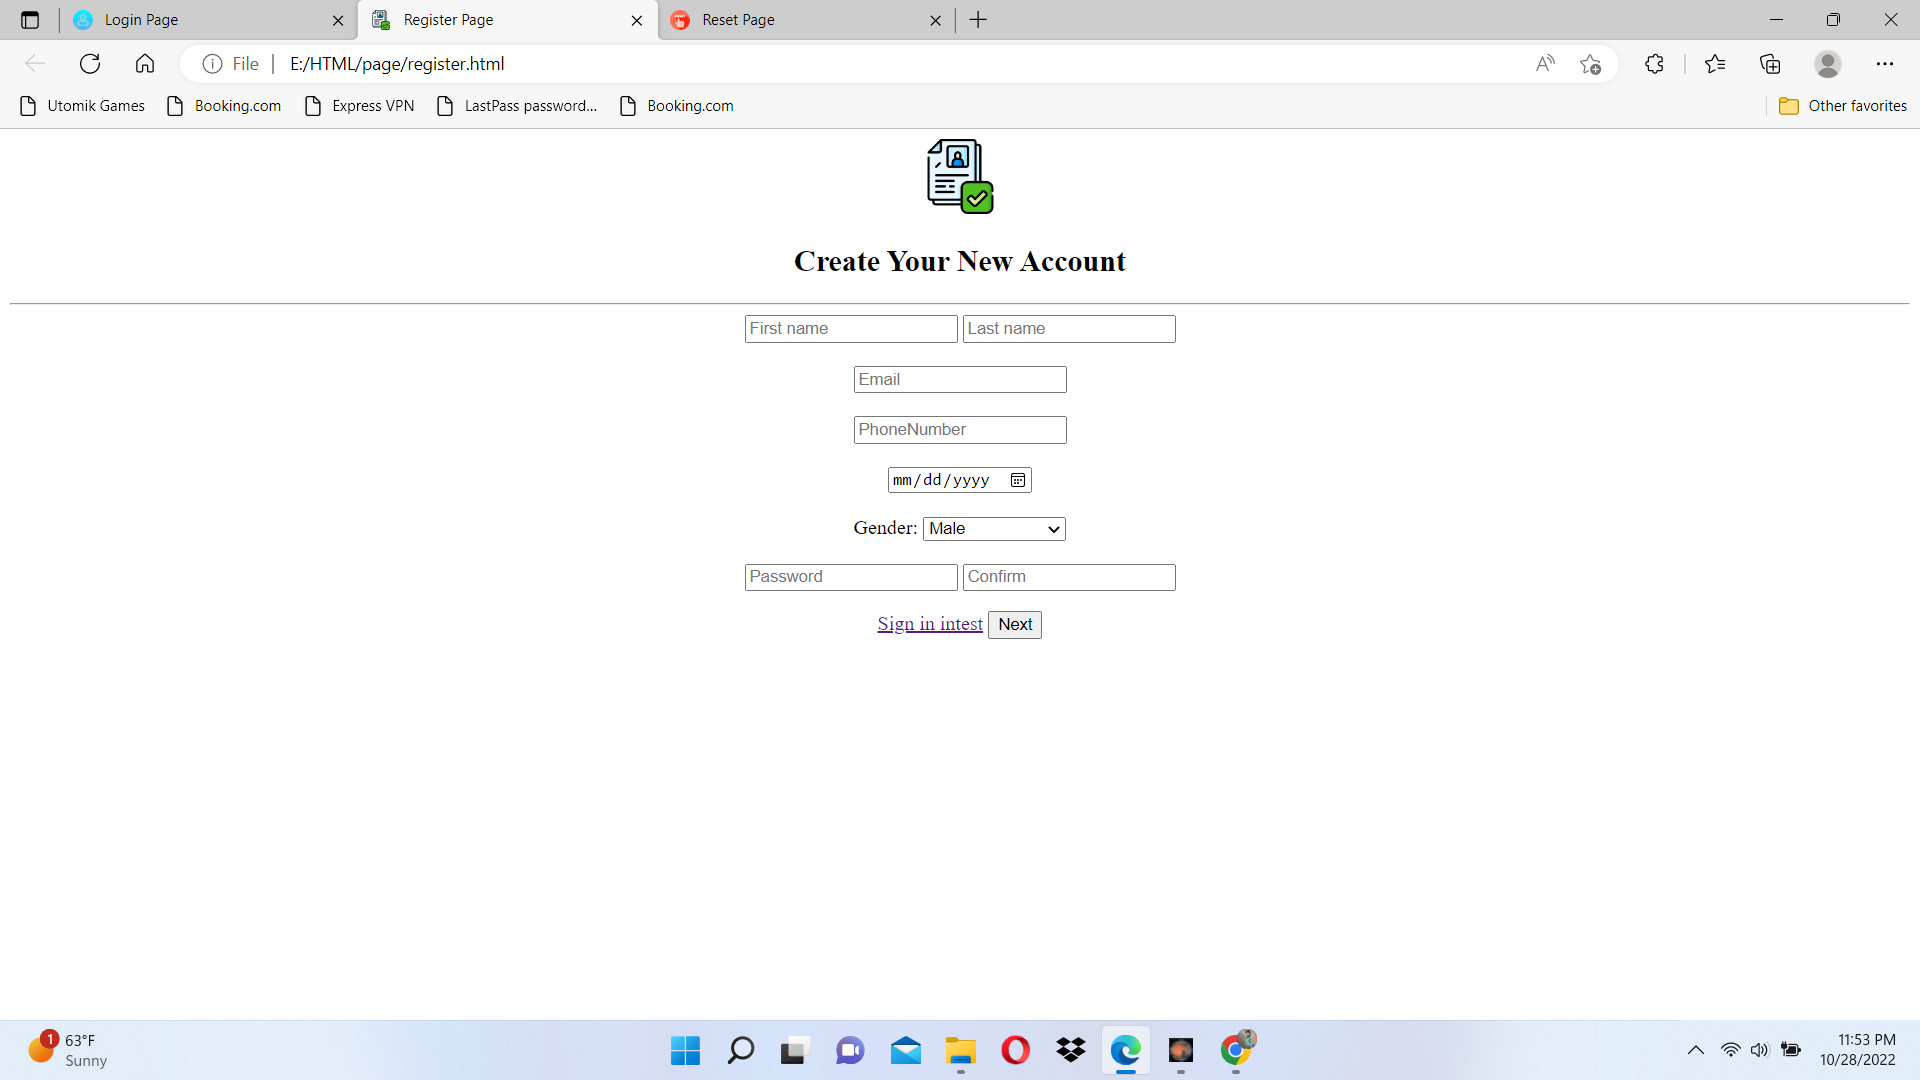 Login Page
Register Page
Reset Page
File
E:/HTML/page/register.html
Utomik Games
Booking.com
Express VPN
LastPass password...
Booking.com
Other favorites
Create Your New Account
First name
Last name
Email
PhoneNumber
mm/dd/yyyy
Gender: Male
Password
Confirm
Sign in intest
Next
1
63°F
Sunny
11:53 PM
10/28/2022